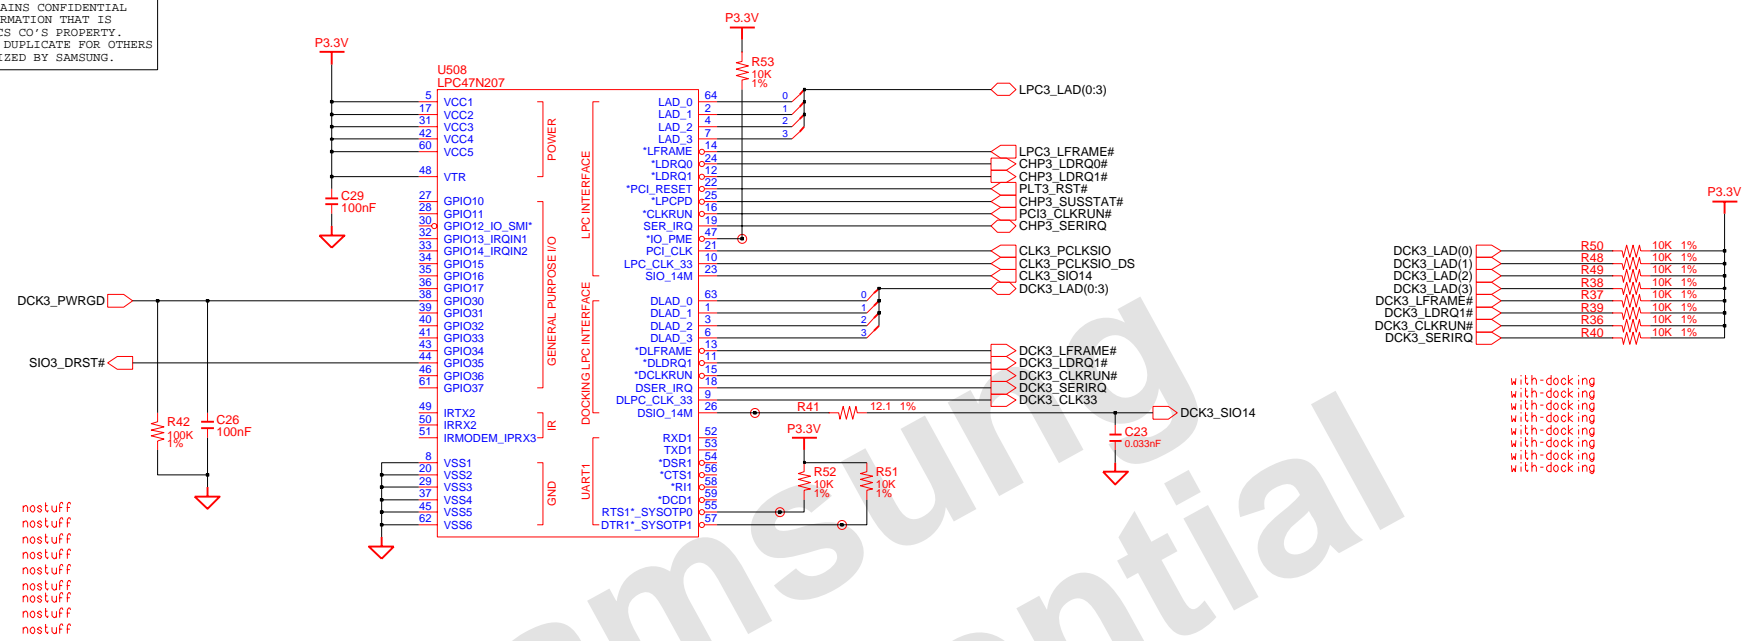 AINS CONFIDENTIAL
RMATION THAT IS
CS CO'S PROPERTY.
DUPLICATE FOR OTHERS
IZED BY SAMSUNG.
P3.3V
P3.3V
R53
10K
1%
U508
LPC47N207
5 VCC1
17 VCC2
31 VCC3
42 VCC4
60 VCC5
48 VTR
POWER
C29
100nF
27 GPIO10
28 GPIO11
30 GPIO12_IO_SMI*
32 GPIO13_IRQIN1
33 GPIO14_IRQIN2
34 GPIO15
35 GPIO16
36 GPIO17
38 GPIO30
39 GPIO31
40 GPIO32
41 GPIO33
43 GPIO34
44 GPIO35
46 GPIO36
61 GPIO37
GENERAL PURPOSE I/O
DCK3_PWRGD
SIO3_DRST#
R42
100K
1%
C26
100nF
49 IRTX2
50 IRRX2
51 IRMODEM_IPRX3
IR
8 VSS1
20 VSS2
29 VSS3
37 VSS4
45 VSS5
62 VSS6
GND
LPC INTERFACE
LAD_0 64 0
LAD_1 2 1
LAD_2 4 2
LAD_3 7 3
LPC3_LAD(0:3)
*LFRAME 14 LPC3_LFRAME#
*LDRQ0 24 CHP3_LDRQ0#
*LDRQ1 12 CHP3_LDRQ1#
*PCI_RESET 22 PLT3_RST#
*LPCPD 25 CHP3_SUSSTAT#
*CLKRUN 16 PCI3_CLKRUN#
SER_IRQ 19 CHP3_SERIRQ
*IO_PME 47
PCI_CLK 21 CLK3_PCLKSIO
LPC_CLK_33 10 CLK3_PCLKSIO_DS
SIO_14M 23 CLK3_SIO14
DCK3_LAD(0:3)
DOCKING LPC INTERFACE
DLAD_0 63 0
DLAD_1 1 1
DLAD_2 3 2
DLAD_3 6 3
*DLFRAME 13 DCK3_LFRAME#
*DLDRQ1 11 DCK3_LDRQ1#
*DCLKRUN 15 DCK3_CLKRUN#
DSER_IRQ 18 DCK3_SERIRQ
DLPC_CLK_33 9 DCK3_CLK33
DSIO_14M 26 R41 12.1 1% DCK3_SIO14
C23
0.033nF
UART1
RXD1 52
TXD1 53
*DSR1 54
*CTS1 56
*RI1 58
*DCD1 59
RTS1*_SYSOTP0 55
DTR1*_SYSOTP1 57
P3.3V
R52
10K
1%
R51
10K
1%
P3.3V
DCK3_LAD(0) R50 10K 1%
DCK3_LAD(1) R48 10K 1%
DCK3_LAD(2) R49 10K 1%
DCK3_LAD(3) R38 10K 1%
DCK3_LFRAME# R37 10K 1%
DCK3_LDRQ1# R39 10K 1%
DCK3_CLKRUN# R36 10K 1%
DCK3_SERIRQ R40 10K 1%
with-docking
with-docking
with-docking
with-docking
with-docking
with-docking
with-docking
with-docking
nostuff
nostuff
nostuff
nostuff
nostuff
nostuff
nostuff
nostuff
nostuff
amsung
ential